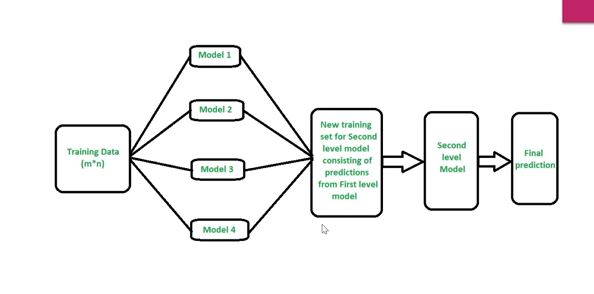 Training Data
(m*n)
Model 1
Model 2
Model 3
Model 4
New training
set for Second
level model
consisting of
predictions
from First level
model
Second
level
Model
Final
prediction